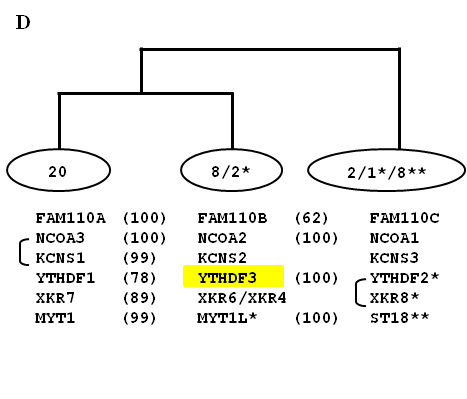 D
20 8/2* 2/1*/8**
FAM110A (100) FAM110B (62) FAM110C
NCOA3 (100) NCOA2 (100) NCOA1
KCNS1 (99) KCNS2 KCNS3
YTHDF1 (78) YTHDF3 (100) YTHDF2*
XKR7 (89) XKR6/XKR4 XKR8*
MYT1 (99) MYT1L* (100) ST18**